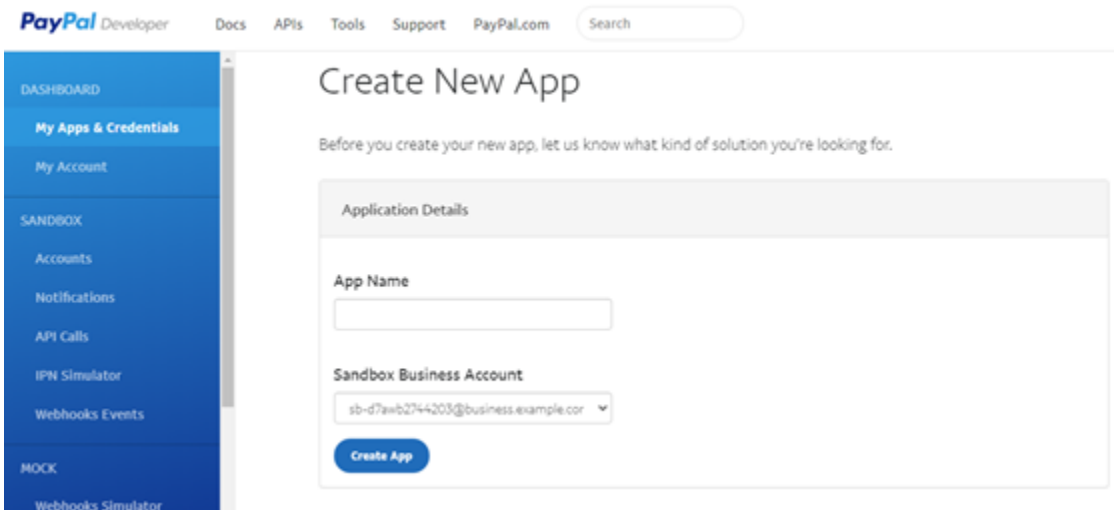 PayPal Developer Docs APIs Tools Support PayPal.com Search
DASHBOARD
My Apps & Credentials
My Account
SANDBOX
Accounts
Notifications
API Calls
IPN Simulator
Webhooks Events
MOCK
Webhooks Simulator
Create New App
Before you create your new app, let us know what kind of solution you're looking for.
Application Details
App Name
Sandbox Business Account
sb-d7awb2744203@business.example.cor
Create App